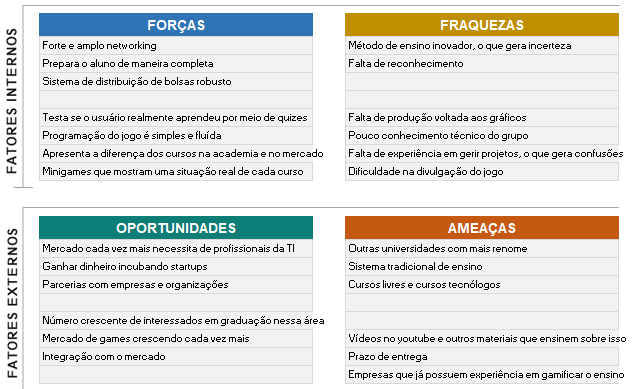 FATORES INTERNOS
FORÇAS
Forte e amplo networking
Prepara o aluno de maneira completa
Sistema de distribuição de bolsas robusto
Testa se o usuário realmente aprendeu por meio de quizes
Programação do jogo é simples e fluída
Apresenta a diferença dos cursos na academia e no mercado
Minigames que mostram uma situação real de cada curso
FRAQUEZAS
Método de ensino inovador, o que gera incerteza
Falta de reconhecimento
Falta de produção voltada aos gráficos
Pouco conhecimento técnico do grupo
Falta de experiência em gerir projetos, o que gera confusões
Dificuldade na divulgação do jogo
FATORES EXTERNOS
OPORTUNIDADES
Mercado cada vez mais necessita de profissionais da TI
Ganhar dinheiro incubando startups
Parcerias com empresas e organizações
Número crescente de interessados em graduação nessa área
Mercado de games crescendo cada vez mais
Integração com o mercado
AMEAÇAS
Outras universidades com mais renome
Sistema tradicional de ensino
Cursos livres e cursos tecnólogos
Vídeos no youtube e outros materiais que ensinem sobre isso
Prazo de entrega
Empresas que já possuem experiência em gamificar o ensino